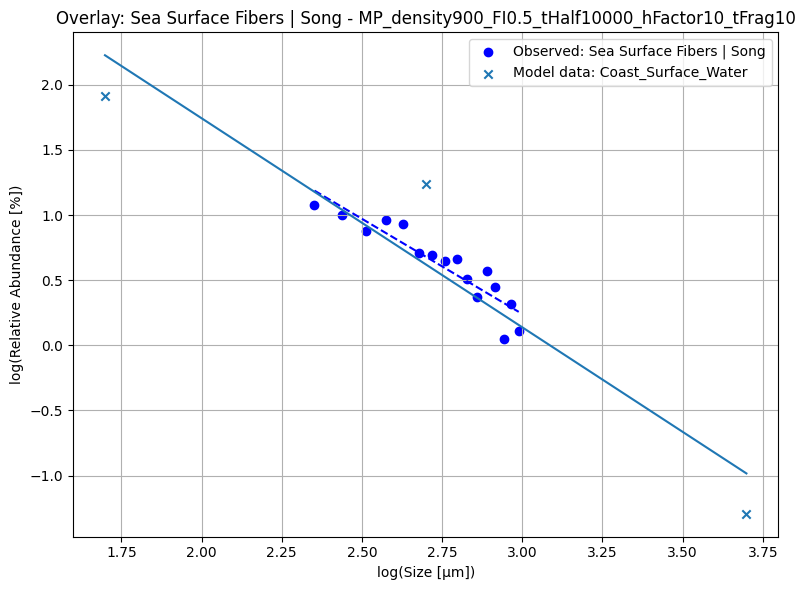 Overlay: Sea Surface Fibers | Song - MP_density900_FI0.5_tHalf10000_hFactor10_tFrag10
Observed: Sea Surface Fibers | Song
Model data: Coast_Surface_Water
log(Relative Abundance [%])
2.0
1.5
1.0
0.5
0.0
−0.5
−1.0
1.75 2.00 2.25 2.50 2.75 3.00 3.25 3.50 3.75
log(Size [μm])